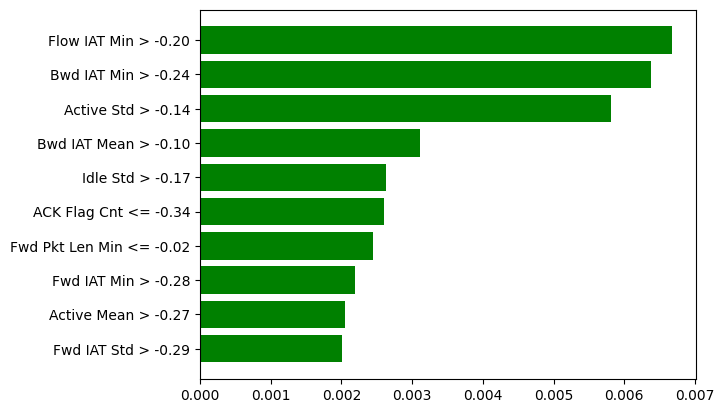 Flow IAT Min > -0.20
Bwd IAT Min > -0.24
Active Std > -0.14
Bwd IAT Mean > -0.10
Idle Std > -0.17
ACK Flag Cnt <= -0.34
Fwd Pkt Len Min <= -0.02
Fwd IAT Min > -0.28
Active Mean > -0.27
Fwd IAT Std > -0.29
0.000 0.001 0.002 0.003 0.004 0.005 0.006 0.007